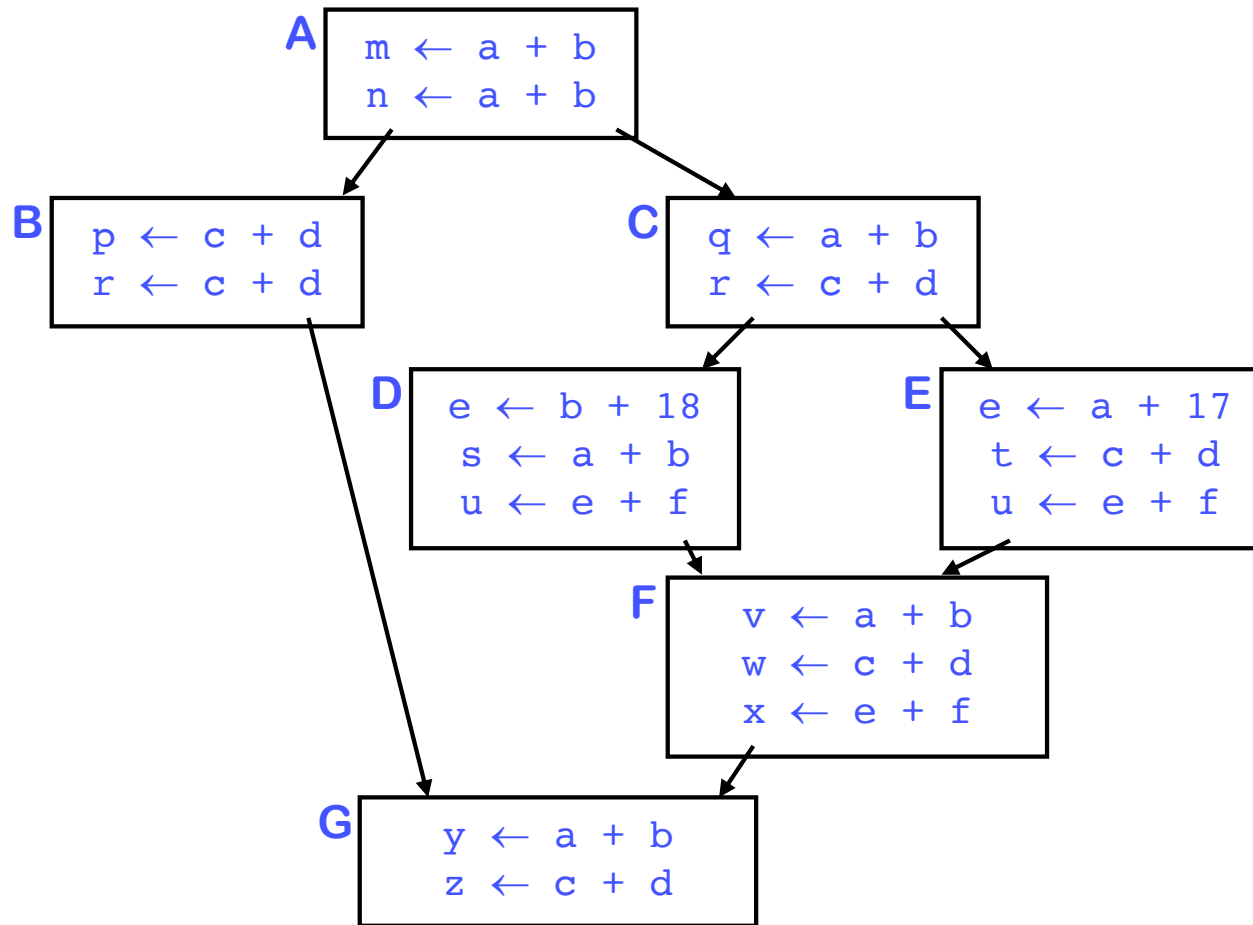 A
m ← a + b
n ← a + b
B
p ← c + d
r ← c + d
C
q ← a + b
r ← c + d
D
e ← b + 18
s ← a + b
u ← e + f
E
e ← a + 17
t ← c + d
u ← e + f
F
v ← a + b
w ← c + d
x ← e + f
G
y ← a + b
z ← c + d